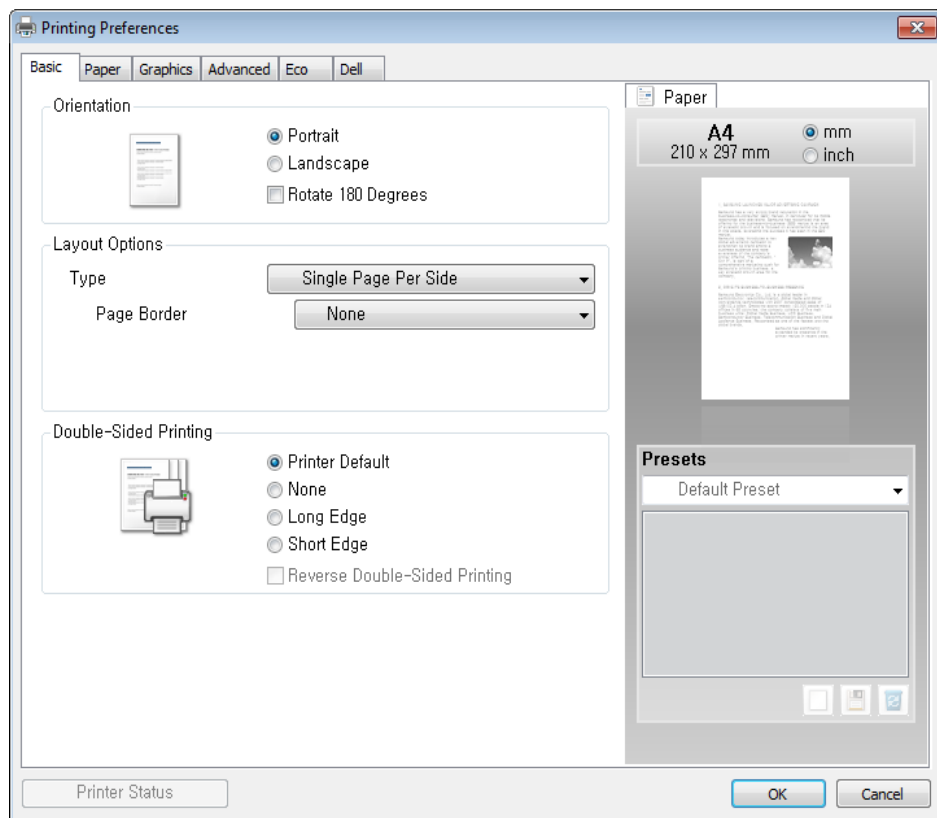 Printing Preferences
Basic Paper Graphics Advanced Eco Dell
Orientation
Portrait
Landscape
Rotate 180 Degrees
Layout Options
Type Single Page Per Side
Page Border None
Double-Sided Printing
Printer Default
None
Long Edge
Short Edge
Reverse Double-Sided Printing
Paper
A4
210 x 297 mm
mm
inch
Presets
Default Preset
Printer Status
OK
Cancel